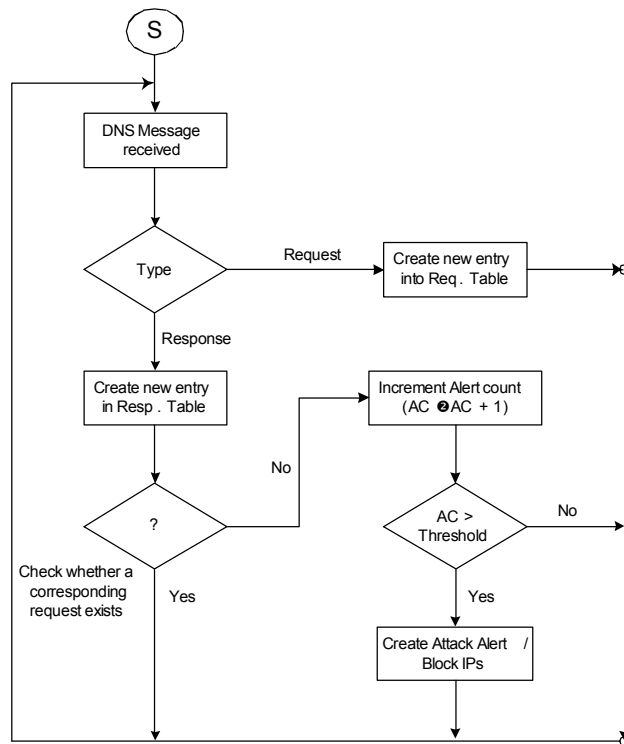 S
DNS Message
received
Type
Request
Create new entry
into Req . Table
Response
Create new entry
in Resp . Table
Increment Alert count
(AC ❷AC + 1)
No
?
AC >
Threshold
No
Check whether a
corresponding
request exists
Yes
Yes
Create Attack Alert /
Block IPs